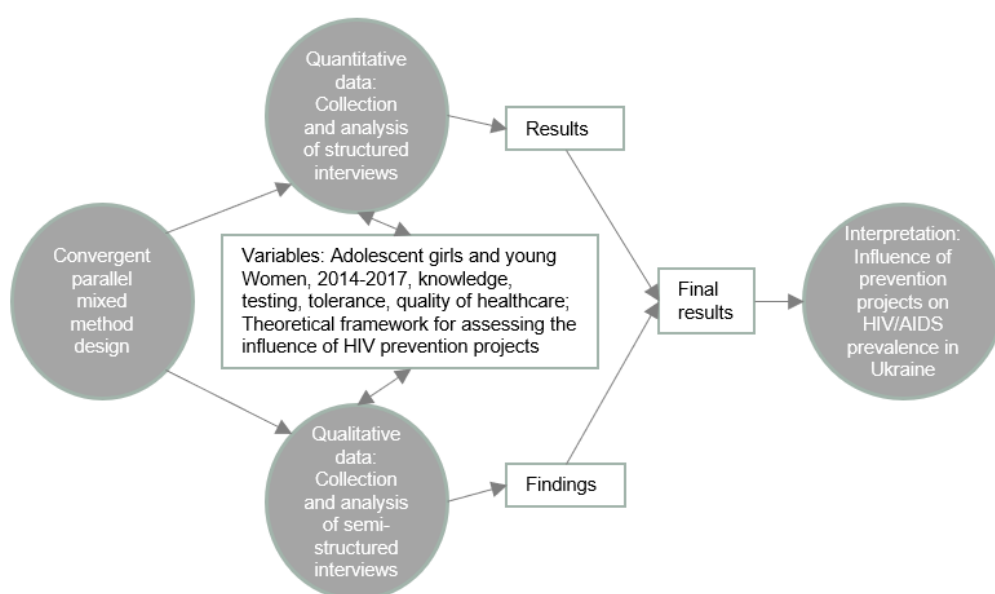 Convergent
parallel
mixed
method
design
Quantitative
data:
Collection
and analysis
of structured
interviews
Variables: Adolescent girls and young
Women, 2014-2017, knowledge,
testing, tolerance, quality of healthcare;
Theoretical framework for assessing the
influence of HIV prevention projects
Qualitative
data:
Collection
and analysis
of semi-
structured
interviews
Results
Findings
Final
results
Interpretation:
Influence of
prevention
projects on
HIV/AIDS
prevalence in
Ukraine